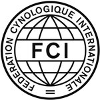 FEDERATION CYNOLOGIQUE INTERNATIONALE
FCI